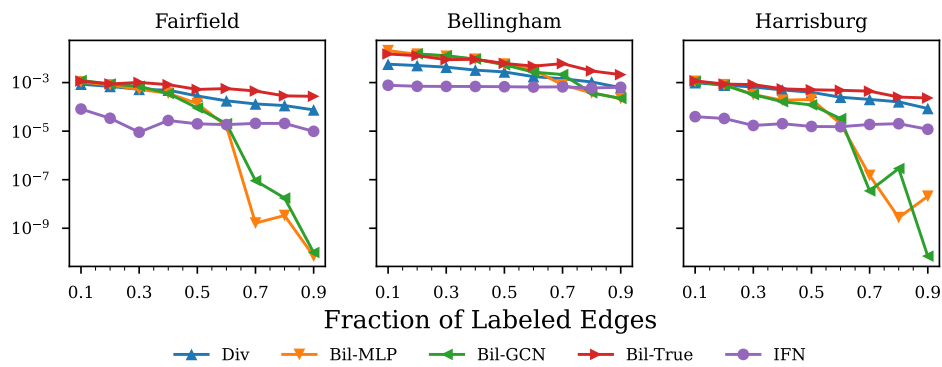 Fairfield Bellingham Harrisburg
10⁻³
10⁻⁵
10⁻⁷
10⁻⁹
0.1 0.3 0.5 0.7 0.9 0.1 0.3 0.5 0.7 0.9 0.1 0.3 0.5 0.7 0.9
Fraction of Labeled Edges
Div Bil-MLP Bil-GCN Bil-True IFN